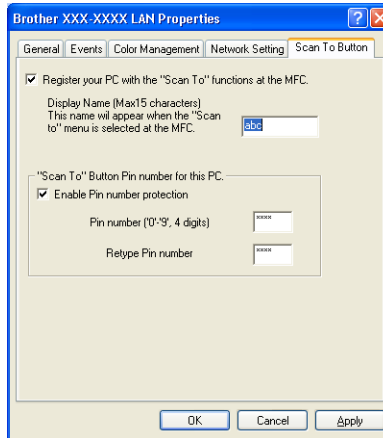 Brother XXX-XXXX LAN Properties
General Events Color Management Network Setting Scan To Button
Register your PC with the "Scan To" functions at the MFC.
Display Name (Max15 characters)
This name will appear when the "Scan
to" menu is selected at the MFC.
abc
"Scan To" Button Pin number for this PC.
Enable Pin number protection
Pin number ('0'-'9', 4 digits)
xxxx
Retype Pin number
xxxx
OK Cancel Apply